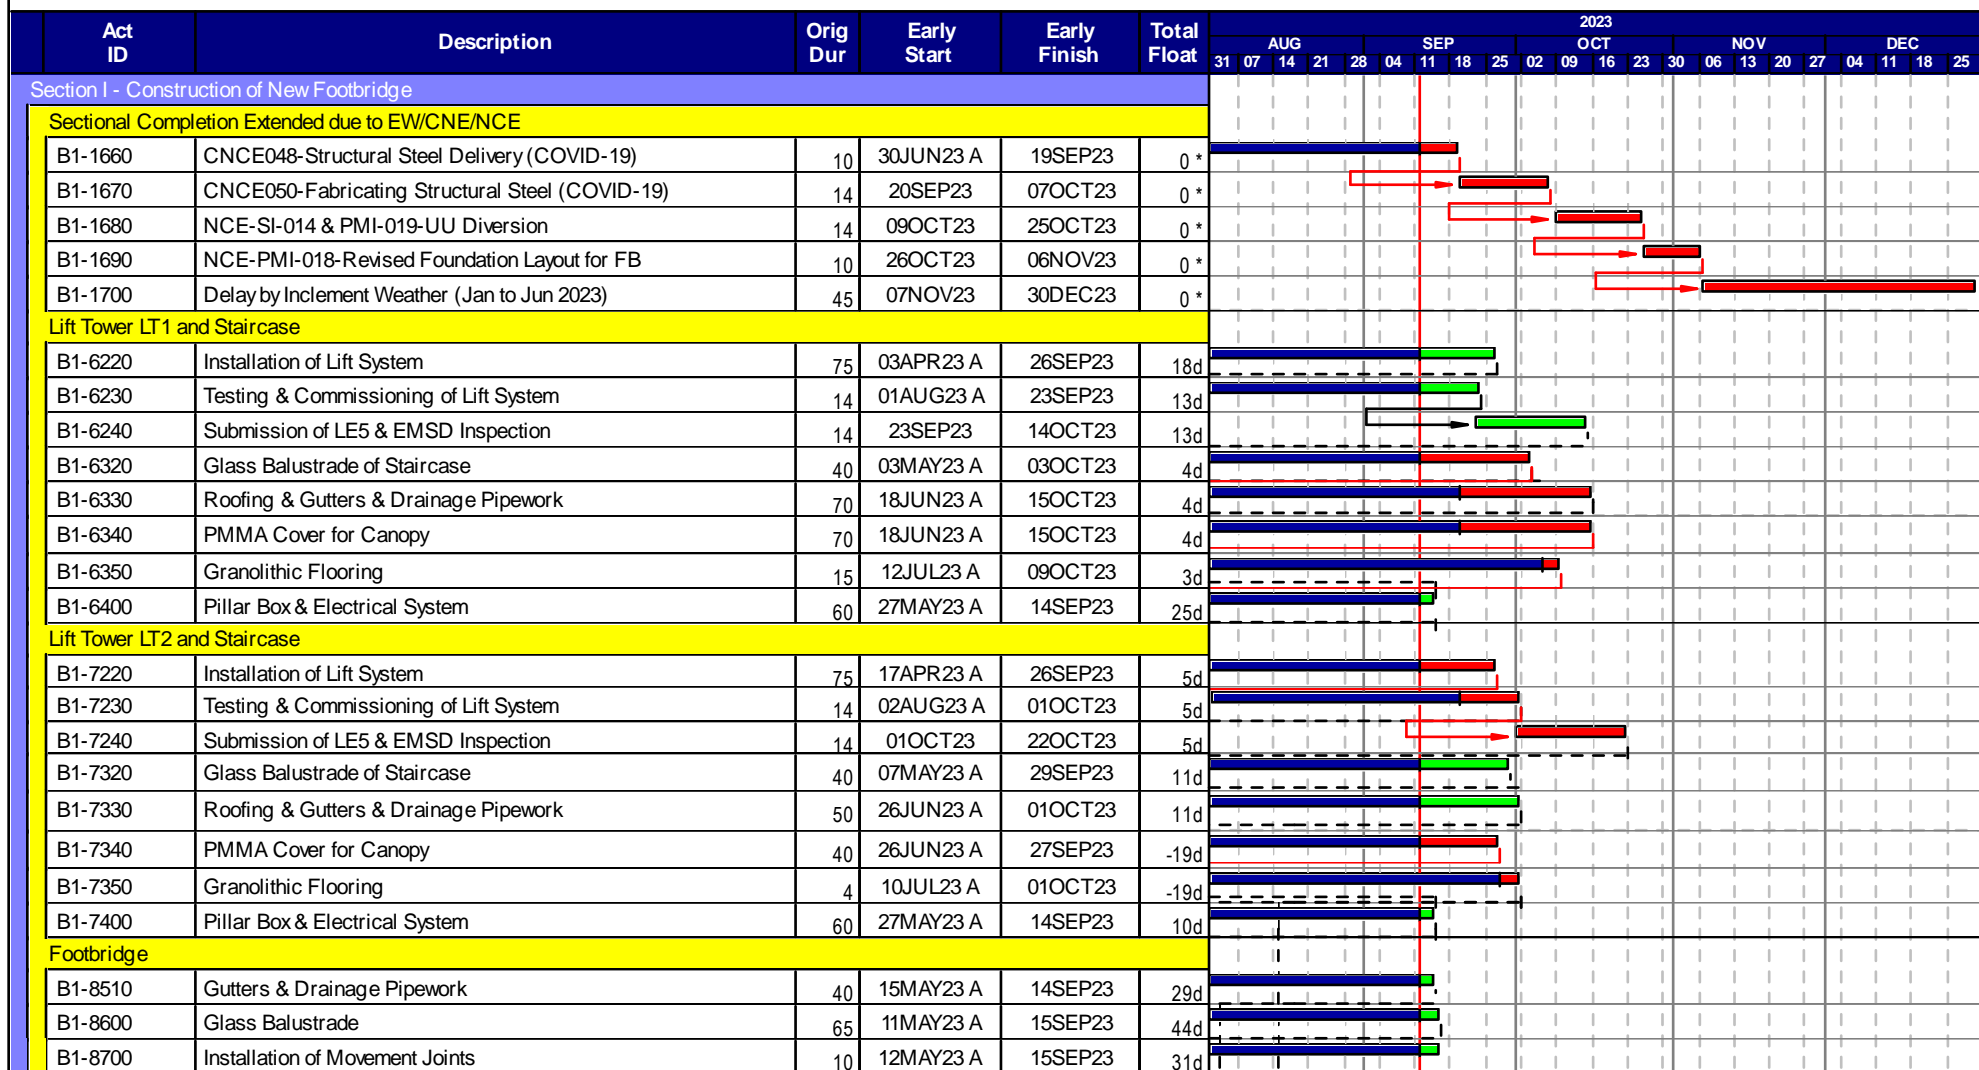 Act ID Description Orig Dur Early Start Early Finish Total Float 2023
AUG SEP OCT NOV DEC
31 07 14 21 28 04 11 18 25 02 09 16 23 30 06 13 20 27 04 11 18 25
Section I - Construction of New Footbridge
Sectional Completion Extended due to EW/CNE/NCE
B1-1660 CNCE048-Structural Steel Delivery (COVID-19) 10 30JUN23 A 19SEP23 0 *
B1-1670 CNCE050-Fabricating Structural Steel (COVID-19) 14 20SEP23 07OCT23 0 *
B1-1680 NCE-SI-014 & PMI-019-UU Diversion 14 09OCT23 25OCT23 0 *
B1-1690 NCE-PMI-018-Revised Foundation Layout for FB 10 26OCT23 06NOV23 0 *
B1-1700 Delay by Inclement Weather (Jan to Jun 2023) 45 07NOV23 30DEC23 0 *
Lift Tower LT1 and Staircase
B1-6220 Installation of Lift System 75 03APR23 A 26SEP23 18d
B1-6230 Testing & Commissioning of Lift System 14 01AUG23 A 23SEP23 13d
B1-6240 Submission of LE5 & EMSD Inspection 14 23SEP23 14OCT23 13d
B1-6320 Glass Balustrade of Staircase 40 03MAY23 A 03OCT23 4d
B1-6330 Roofing & Gutters & Drainage Pipework 70 18JUN23 A 15OCT23 4d
B1-6340 PMMA Cover for Canopy 70 18JUN23 A 15OCT23 4d
B1-6350 Granolithic Flooring 15 12JUL23 A 09OCT23 3d
B1-6400 Pillar Box & Electrical System 60 27MAY23 A 14SEP23 25d
Lift Tower LT2 and Staircase
B1-7220 Installation of Lift System 75 17APR23 A 26SEP23 5d
B1-7230 Testing & Commissioning of Lift System 14 02AUG23 A 01OCT23 5d
B1-7240 Submission of LE5 & EMSD Inspection 14 01OCT23 22OCT23 5d
B1-7320 Glass Balustrade of Staircase 40 07MAY23 A 29SEP23 11d
B1-7330 Roofing & Gutters & Drainage Pipework 50 26JUN23 A 01OCT23 11d
B1-7340 PMMA Cover for Canopy 40 26JUN23 A 27SEP23 -19d
B1-7350 Granolithic Flooring 4 10JUL23 A 01OCT23 -19d
B1-7400 Pillar Box & Electrical System 60 27MAY23 A 14SEP23 10d
Footbridge
B1-8510 Gutters & Drainage Pipework 40 15MAY23 A 14SEP23 29d
B1-8600 Glass Balustrade 65 11MAY23 A 15SEP23 44d
B1-8700 Installation of Movement Joints 10 12MAY23 A 15SEP23 31d